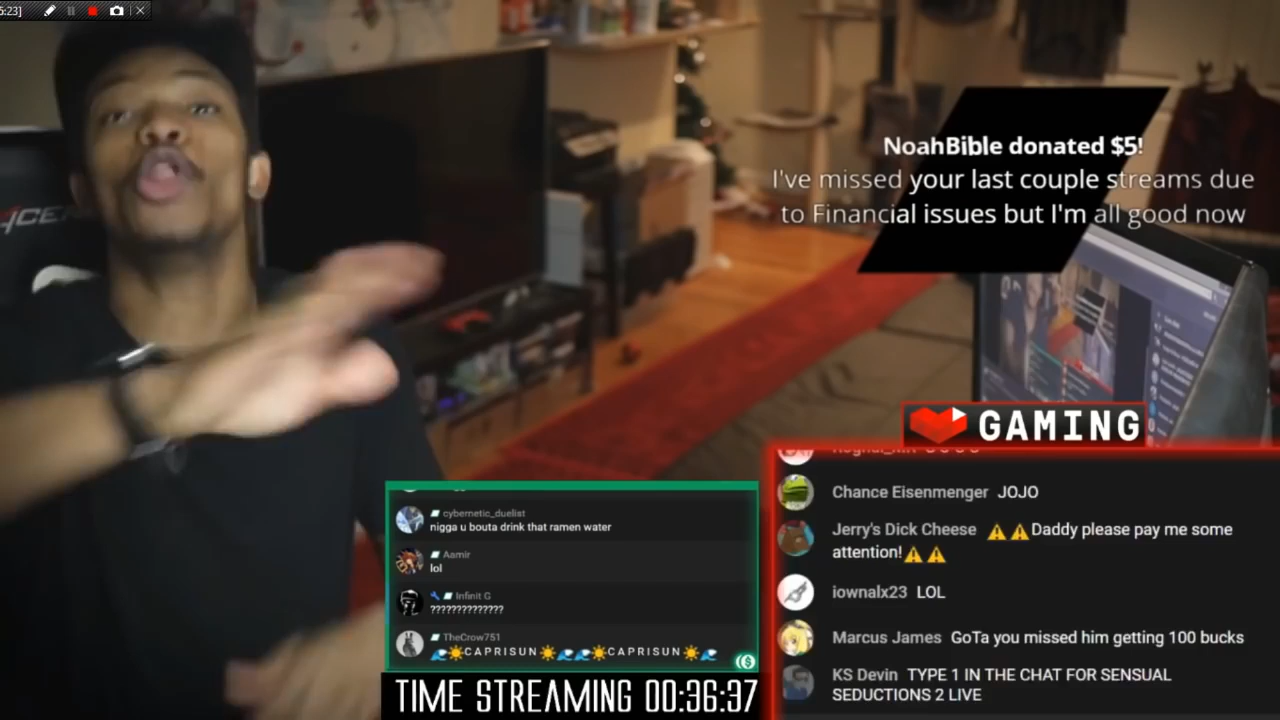 5:23]
NoahBible donated $5!
I've missed your last couple streams due
to Financial issues but I'm all good now
GAMING
Chance Eisenmenger JOJO
Jerry's Dick Cheese ⚠️⚠️Daddy please pay me some
attention!⚠️⚠️
iownalx23 LOL
Marcus James GoTa you missed him getting 100 bucks
KS Devin TYPE 1 IN THE CHAT FOR SENSUAL
SEDUCTIONS 2 LIVE
cybernetic_duelist
nigga u bouta drink that ramen water
Aamir
lol
Infinit G
??????????????
TheCrow751
🌊☀️CAPRISUN☀️🌊🌊☀️CAPRISUN☀️🌊
TIME STREAMING 00:36:37